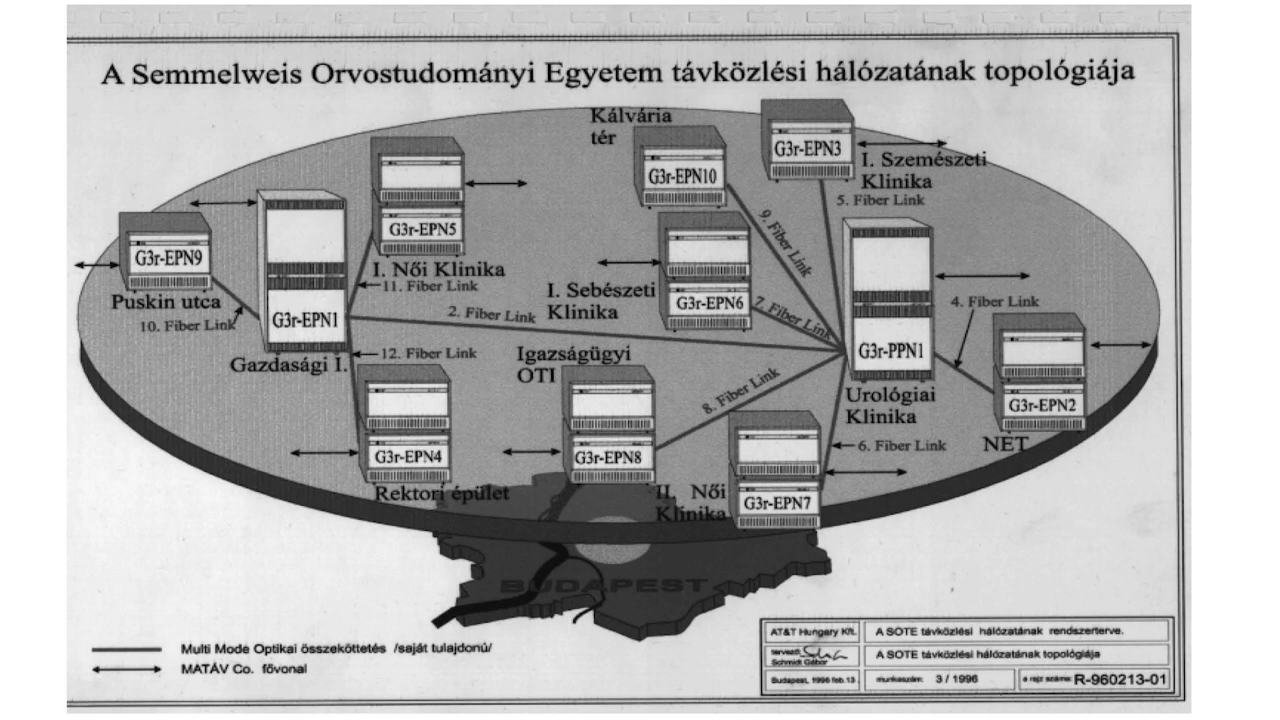 A Semmelweis Orvostudományi Egyetem távközlési hálózatának topológiája
Kálvária
tér
G3r-EPN3
G3r-EPN10
I. Szemészeti
Klinika
5. Fiber Link
9. Fiber Link
G3r-EPN5
G3r-EPN9
I. Női Klinika
11. Fiber Link
Puskin utca
10. Fiber Link
G3r-EPN1
Gazdasági I.
2. Fiber Link
12. Fiber Link
I. Sebészeti
Klinika
G3r-EPN6
7. Fiber Link
4. Fiber Link
G3r-PPN1
Urológiai
Klinika
G3r-EPN2
NET
Igazságügyi
OTI
8. Fiber Link
6. Fiber Link
G3r-EPN4
Rektori épület
G3r-EPN8
II. Női
Klinika
G3r-EPN7
BUDAPEST
Multi Mode Optikai összeköttetés /saját tulajdonú/
MATÁV Co. fővonal
AT&T Hungary Kft.
A SOTE távközlési hálózatának rendszerterve.
tervező:
Schmidt Gábor
A SOTE távközlési hálózatának topológiája
Budapest, 1996 feb.13.
munkaszám: 3 / 1996
a rajz száma: R-960213-01